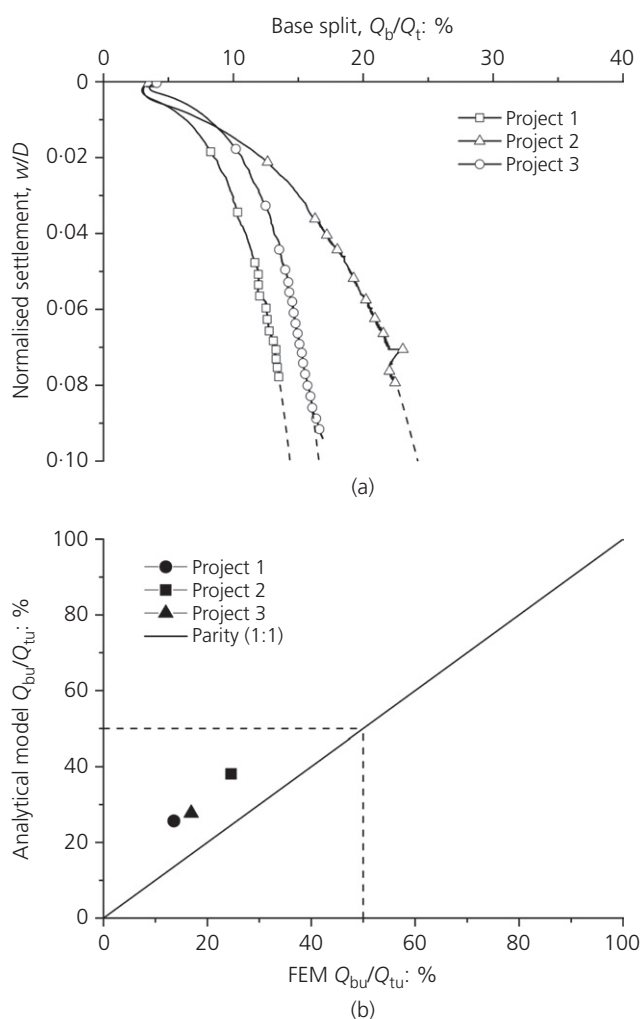 Base split, Qb/Qt: %
0 10 20 30 40
0
0·02
0·04
0·06
0·08
0·10
Normalised settlement, w/D
Project 1
Project 2
Project 3
(a)
100
80
60
40
20
0
Analytical model Qbu/Qtu: %
Project 1
Project 2
Project 3
Parity (1:1)
0 20 40 60 80 100
FEM Qbu/Qtu: %
(b)